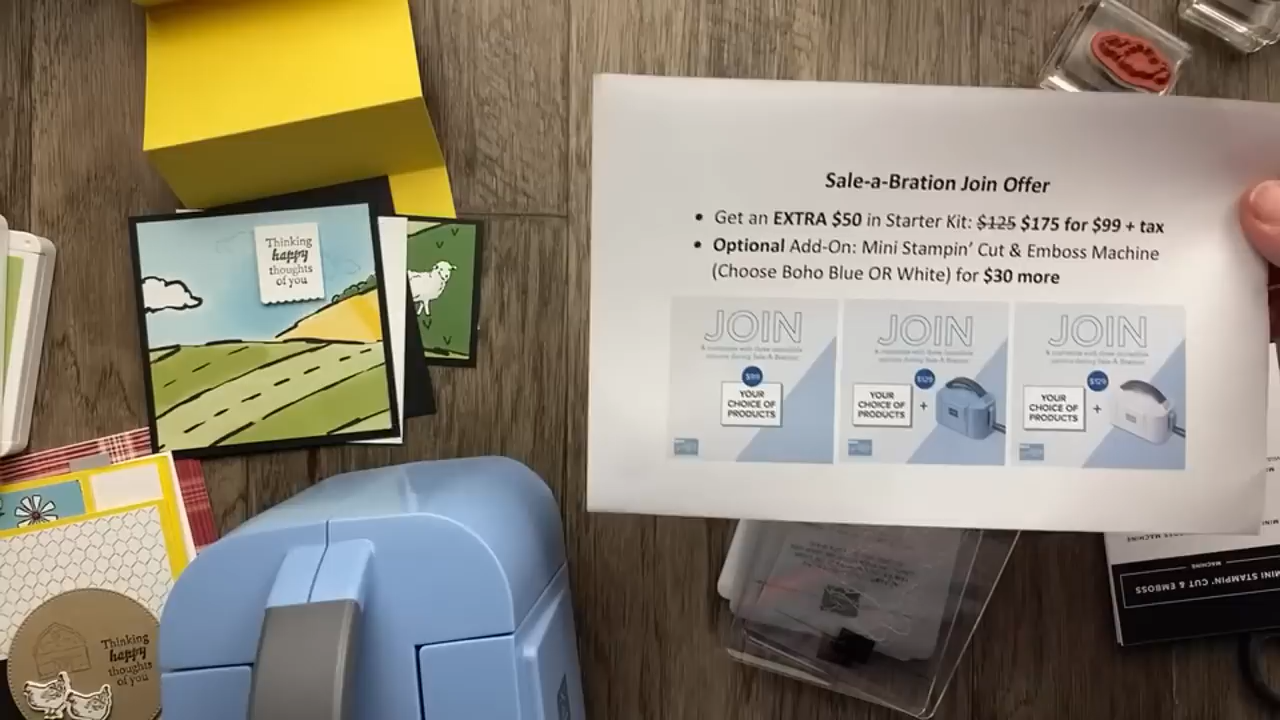 Sale-a-Bration Join Offer
• Get an EXTRA $50 in Starter Kit: $125 $175 for $99 + tax
• Optional Add-On: Mini Stampin' Cut & Emboss Machine
(Choose Boho Blue OR White) for $30 more
JOIN
$99
YOUR
CHOICE OF
PRODUCTS
JOIN
$129
YOUR
CHOICE OF
PRODUCTS
+
JOIN
$129
YOUR
CHOICE OF
PRODUCTS
+
Thinking
happy
thoughts
of you
Thinking
happy
thoughts
of you
MINI STAMPIN' CUT & EMBOSS
MACHINE